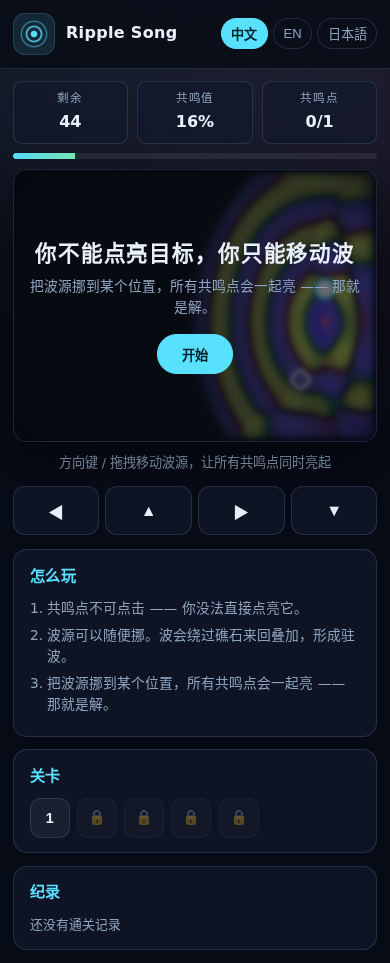 Ripple Song
中文
EN
日本語
剩余
44
共鸣值
16%
共鸣点
0/1
你不能点亮目标，你只能移动波
把波源挪到某个位置，所有共鸣点会一起亮 —— 那就
是解。
开始
方向键 / 拖拽移动波源，让所有共鸣点同时亮起
◀
▲
▶
▼
怎么玩
1. 共鸣点不可点击 —— 你没法直接点亮它。
2. 波源可以随便挪。波会绕过礁石来回叠加，形成驻
波。
3. 把波源挪到某个位置，所有共鸣点会一起亮 ——
那就是解。
关卡
1
纪录
还没有通关记录